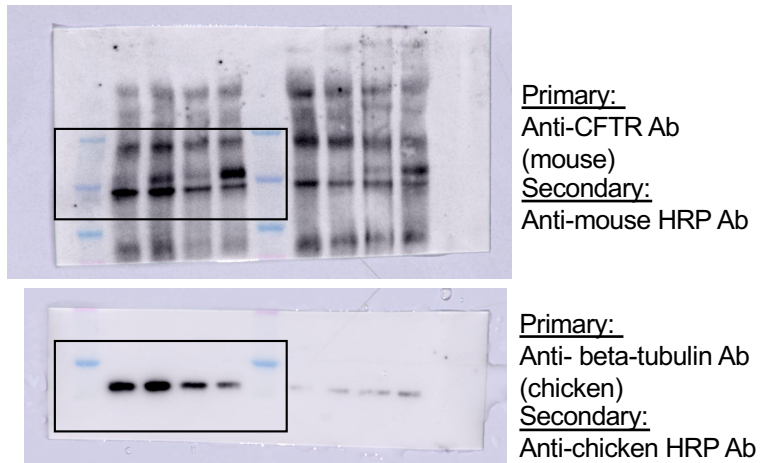 Primary:
Anti-CFTR Ab
(mouse)
Secondary:
Anti-mouse HRP Ab
Primary:
Anti- beta-tubulin Ab
(chicken)
Secondary:
Anti-chicken HRP Ab